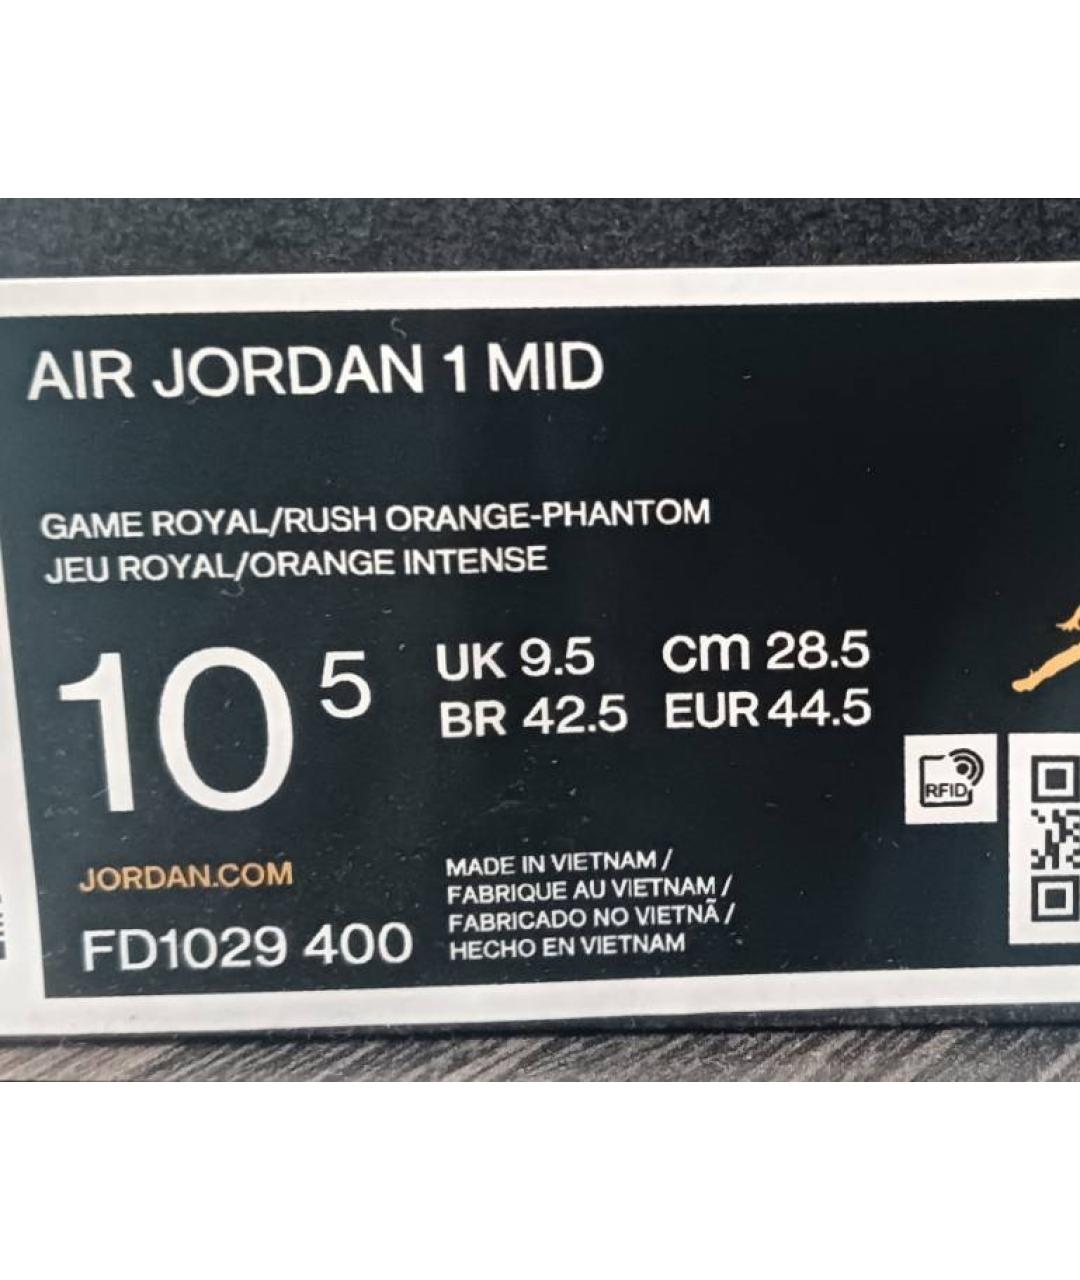 AIR JORDAN 1 MID
GAME ROYAL/RUSH ORANGE-PHANTOM
JEU ROYAL/ORANGE INTENSE
10 5
UK 9.5 cm 28.5
BR 42.5 EUR 44.5
RFID
JORDAN.COM
FD1029 400
MADE IN VIETNAM /
FABRIQUE AU VIETNAM /
FABRICADO NO VIETNÃ /
HECHO EN VIETNAM